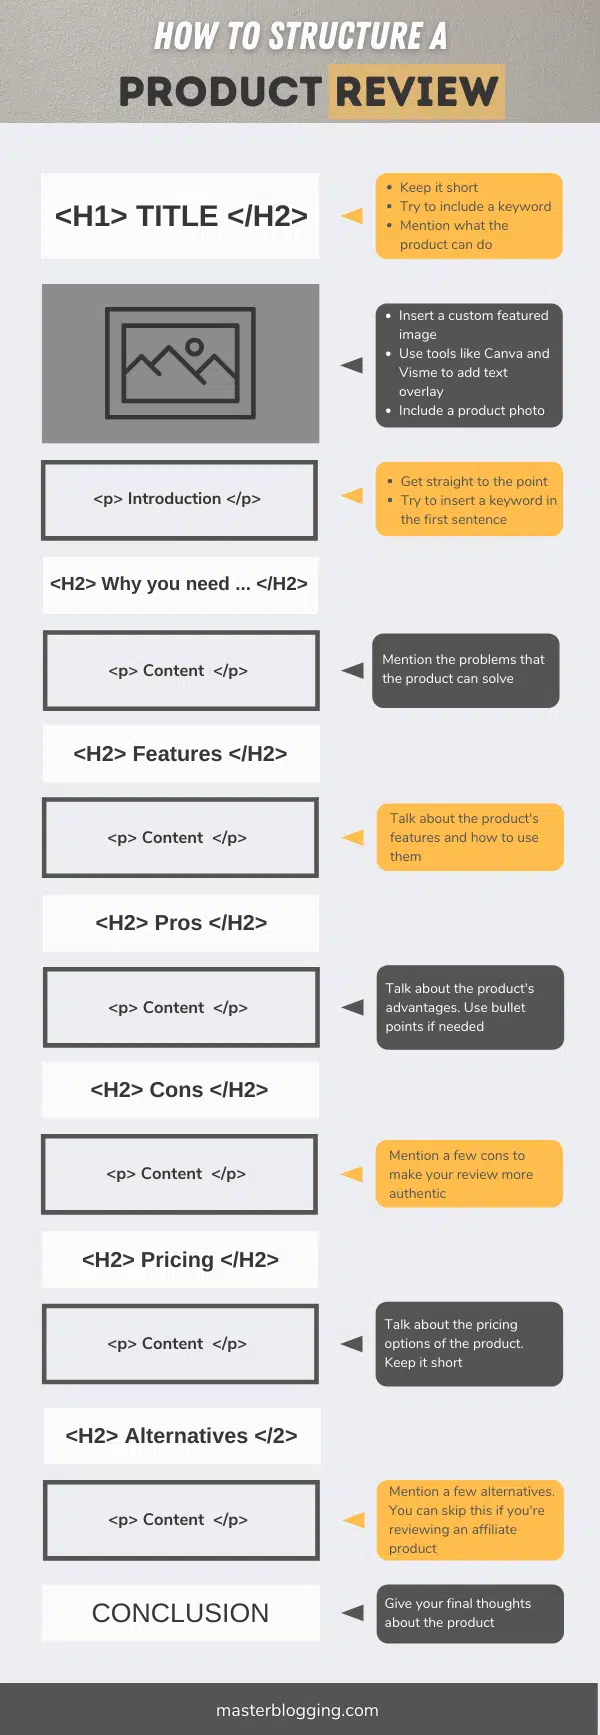 HOW TO STRUCTURE A
PRODUCT REVIEW
<H1> TITLE </H2>
• Keep it short
• Try to include a keyword
• Mention what the
product can do
• Insert a custom featured
image
• Use tools like Canva and
Visme to add text
overlay
• Include a product photo
<p> Introduction </p>
• Get straight to the point
• Try to insert a keyword in
the first sentence
<H2> Why you need ... </H2>
<p> Content </p>
Mention the problems that
the product can solve
<H2> Features </H2>
<p> Content </p>
Talk about the product's
features and how to use
them
<H2> Pros </H2>
<p> Content </p>
Talk about the product's
advantages. Use bullet
points if needed
<H2> Cons </H2>
<p> Content </p>
Mention a few cons to
make your review more
authentic
<H2> Pricing </H2>
<p> Content </p>
Talk about the pricing
options of the product.
Keep it short
<H2> Alternatives </2>
<p> Content </p>
Mention a few alternatives.
You can skip this if you're
reviewing an affiliate
product
CONCLUSION
Give your final thoughts
about the product
masterblogging.com